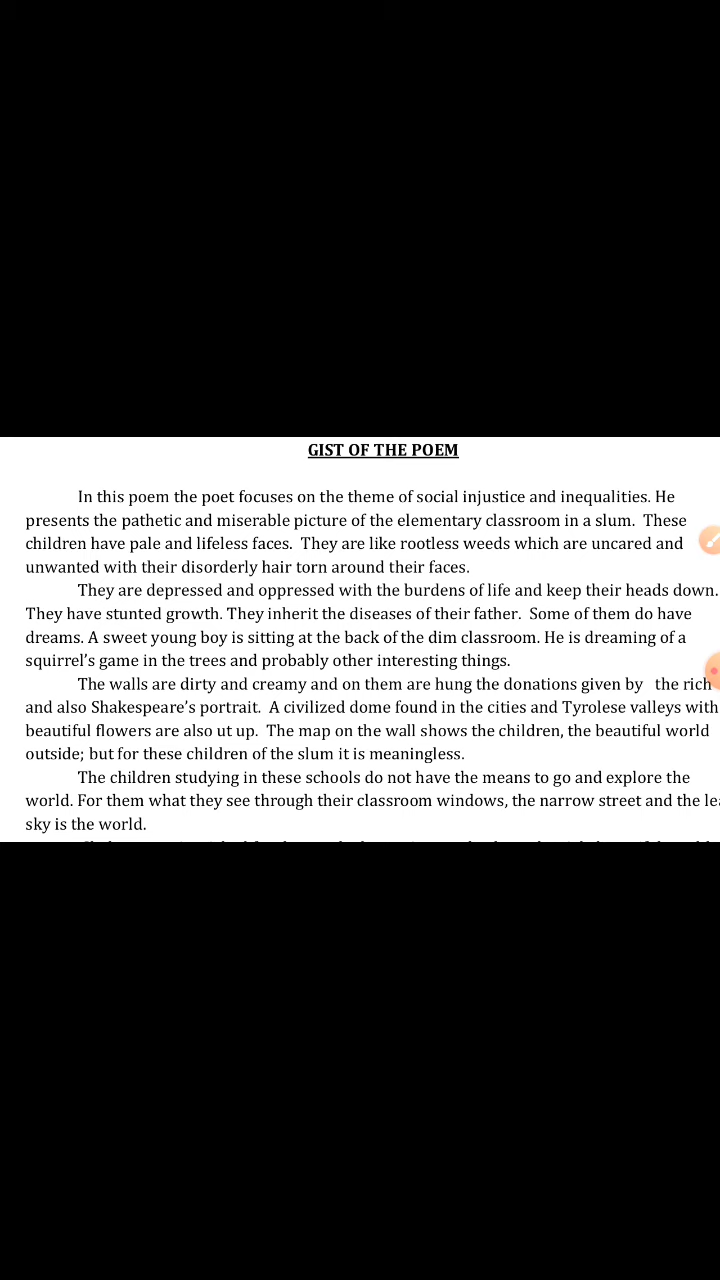 GIST OF THE POEM
In this poem the poet focuses on the theme of social injustice and inequalities. He
presents the pathetic and miserable picture of the elementary classroom in a slum. These
children have pale and lifeless faces. They are like rootless weeds which are uncared and
unwanted with their disorderly hair torn around their faces.
They are depressed and oppressed with the burdens of life and keep their heads down.
They have stunted growth. They inherit the diseases of their father. Some of them do have
dreams. A sweet young boy is sitting at the back of the dim classroom. He is dreaming of a
squirrel's game in the trees and probably other interesting things.
The walls are dirty and creamy and on them are hung the donations given by the rich
and also Shakespeare's portrait. A civilized dome found in the cities and Tyrolese valleys with
beautiful flowers are also ut up. The map on the wall shows the children, the beautiful world
outside; but for these children of the slum it is meaningless.
The children studying in these schools do not have the means to go and explore the
world. For them what they see through their classroom windows, the narrow street and the
sky is the world.